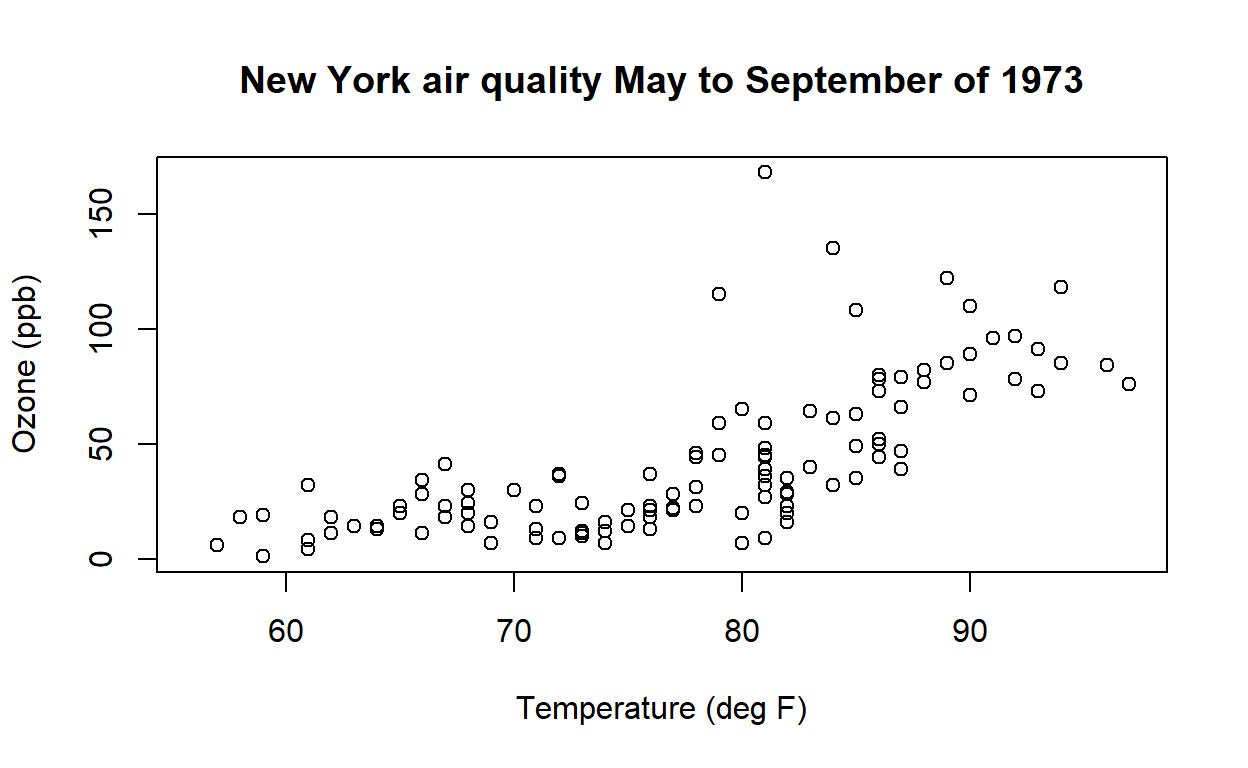 New York air quality May to September of 1973
150
100
50
0
Ozone (ppb)
60 70 80 90
Temperature (deg F)